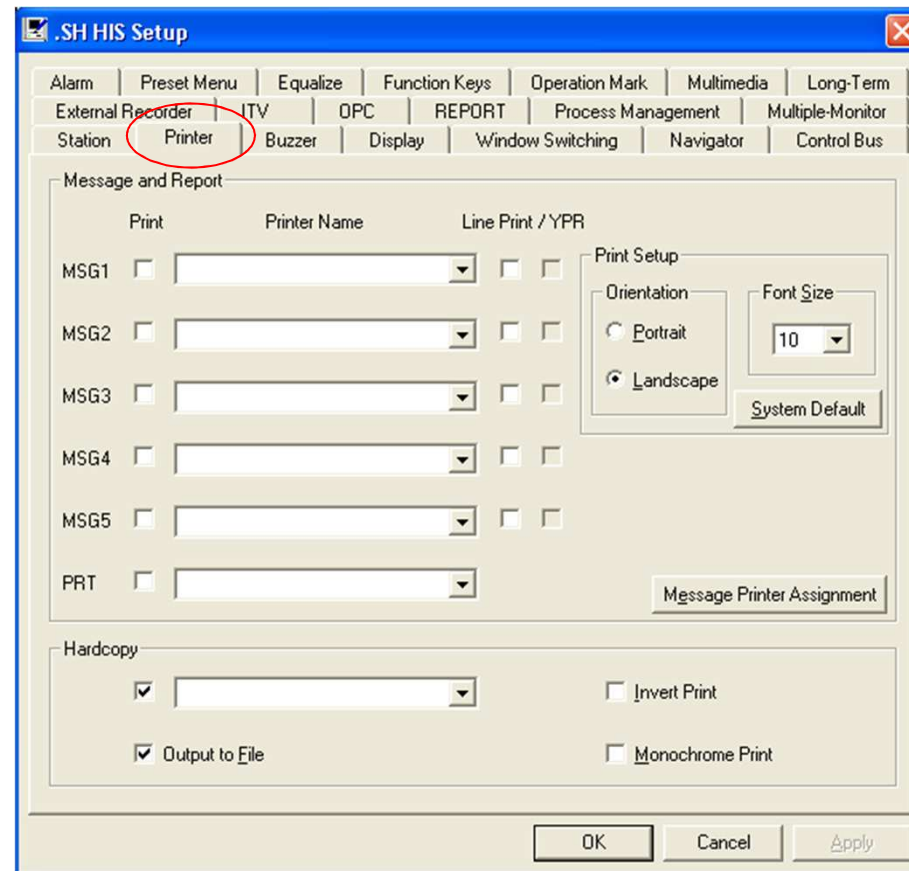 .SH HIS Setup
Alarm Preset Menu Equalize Function Keys Operation Mark Multimedia Long-Term
External Recorder ITV OPC REPORT Process Management Multiple-Monitor
Station Printer Buzzer Display Window Switching Navigator Control Bus
Message and Report
Print Printer Name Line Print / YPR
MSG1
Print Setup
Orientation Font Size
MSG2
Portrait
10
MSG3
Landscape
System Default
MSG4
MSG5
PRT
Message Printer Assignment
Hardcopy
Invert Print
Output to File Monochrome Print
OK Cancel Apply